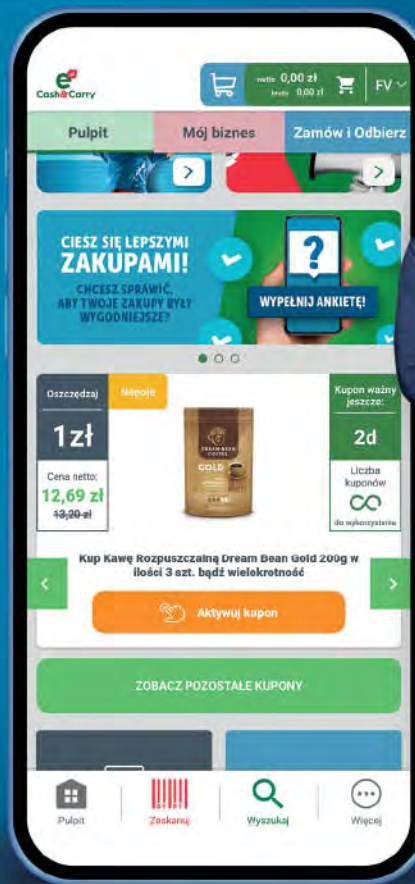 e
Cash&Carry
netto 0,00 zł
brutto 0,00 zł
FV
Pulpit
Mój biznes
Zamów i Odbierz
CIESZ SIĘ LEPSZYMI
ZAKUPAMI!
CHCESZ SPRAWIĆ,
ABY TWOJE ZAKUPY BYŁY
WYGODNIEJSZE?
?
WYPEŁNIJ ANKIETĘ!
Oszczędzaj
1zł
Cena netto:
12,69 zł
13,20 zł
Napoje
DREAM BEAN
COFFEE
GOLD
Kupon ważny
jeszcze:
2d
Liczba
kuponów
∞
do wykorzystania
Kup Kawę Rozpuszczalną Dream Bean Gold 200g w
ilości 3 szt. bądź wielokrotność
Aktywuj kupon
ZOBACZ POZOSTAŁE KUPONY
Pulpit
Zeskanuj
Wyszukaj
Więcej